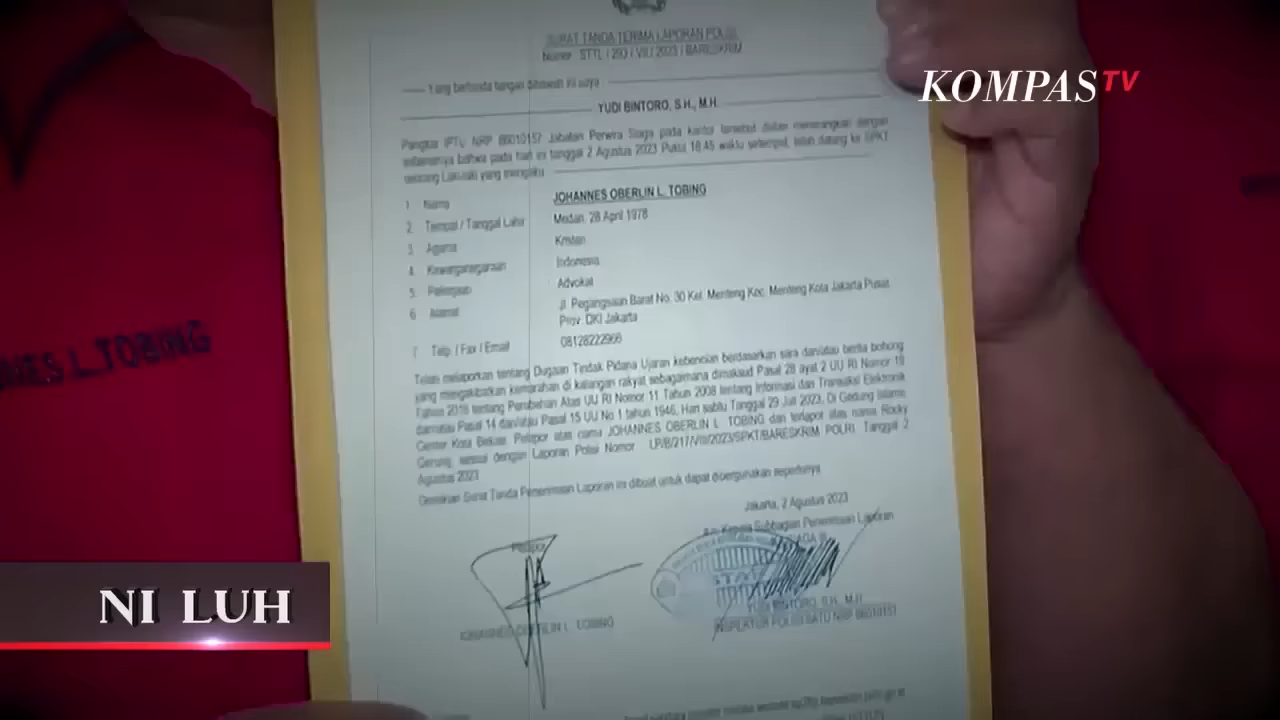 SURAT TANDA TERIMA LAPORAN POLISI
Nomor STTL / 293 / VIII / 2023 / BARESKRIM
KOMPAS TV
Yang bertanda tangan dibawah ini saya
YUDI BINTORO, S.H., M.H.
Pangkat IPTU NRP 86010157 Jabatan Perwira Siaga pada kantor tersebut diatas menerangkan dengan
sebenarnya bahwa pada hari ini tanggal 2 Agustus 2023 Pukul 18.45 waktu setempat, telah datang ke SPKT
seorang Laki-laki yang mengaku
1 Nama JOHANNES OBERLIN L. TOBING
2. Tempat / Tanggal Lahir Medan, 28 April 1978
3. Agama Kristen
4. Kewarganegaraan Indonesia
5. Pekerjaan Advokat
6 Alamat Jl. Pegangsaan Barat No. 30 Kel. Menteng Kec. Menteng Kota Jakarta Pusat
Prov. DKI Jakarta
7 Telp. / Fax / Email 08128222966
Telah melaporkan tentang Dugaan Tindak Pidana Ujaran kebencian berdasarkan sara dan/atau berita bohong
yang mengakibatkan kemarahan di kalangan rakyat sebagaimana dimaksud Pasal 28 ayat 2 UU RI Nomor 19
Tahun 2016 tentang Perobahan Atas UU RI Nomor 11 Tahun 2008 tentang Informasi dan Transaksi Elektronik
dan/atau Pasal 14 dan/atau Pasal 15 UU No 1 tahun 1946, Hari sabtu Tanggal 29 Juli 2023, Di Gedung Islamic
Center Kota Bekasi. Pelapor atas nama JOHANNES OBERLIN L. TOBING dan terlapor atas nama Rocky
Gerung, sesuai dengan Laporan Polisi Nomor LP/B/217/VIII/2023/SPKT/BARESKRIM POLRI. Tanggal 2
Agustus 2023
Demikian Surat Tanda Penerimaan Laporan ini dibuat untuk dapat dipergunakan seperlunya
Jakarta, 2 Agustus 2023
a.n. Kepala Subbagian Penerimaan Laporan
Pelapor
JOHANNES OBERLIN L. TOBING
YUDI BINTORO, S.H., M.H.
INSPEKTUR POLISI SATU NRP 86010157
NES L.TOBING
NI LUH